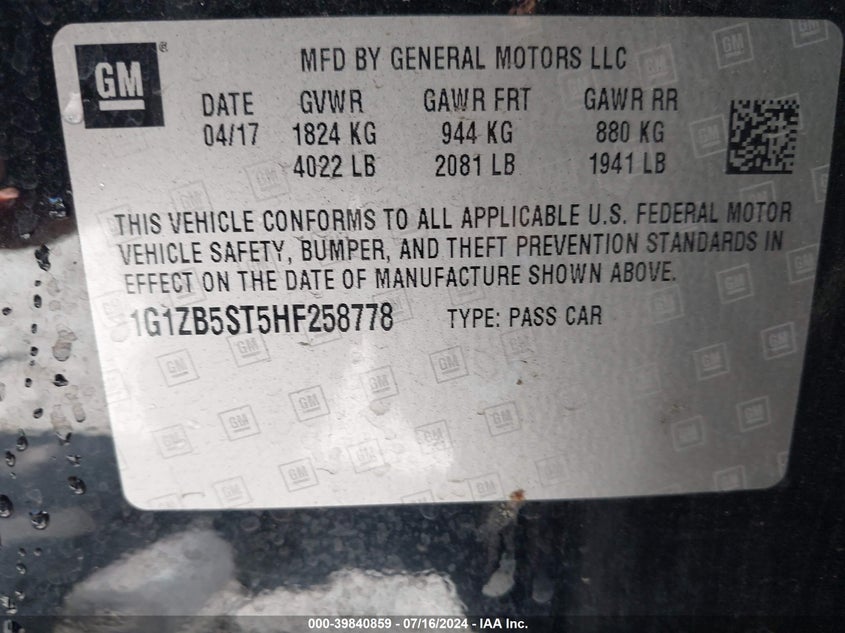 GM ®
MFD BY GENERAL MOTORS LLC
DATE GVWR GAWR FRT GAWR RR
04/17 1824 KG 944 KG 880 KG
4022 LB 2081 LB 1941 LB
THIS VEHICLE CONFORMS TO ALL APPLICABLE U.S. FEDERAL MOTOR
VEHICLE SAFETY, BUMPER, AND THEFT PREVENTION STANDARDS IN
EFFECT ON THE DATE OF MANUFACTURE SHOWN ABOVE.
1G1ZB5ST5HF258778 TYPE: PASS CAR
000-39840859 / 07/16/2024 - IAA Inc.